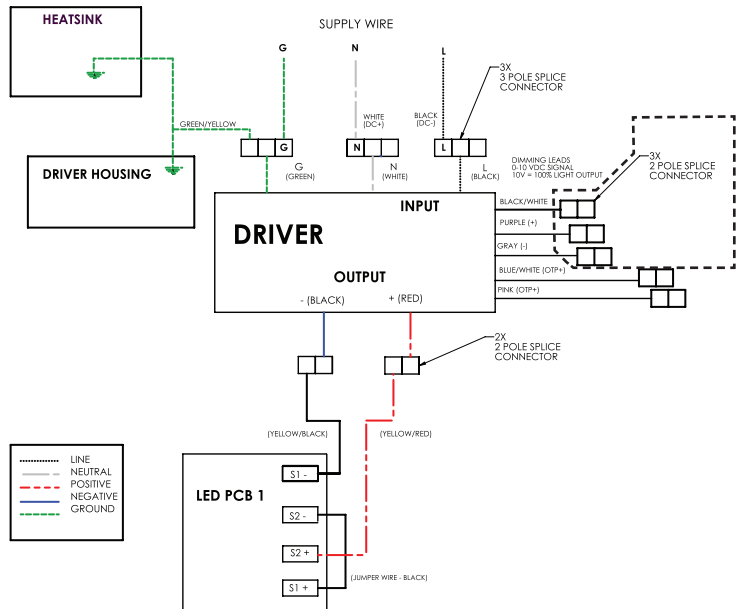 HEATSINK
SUPPLY WIRE
G
N
L
3X
3 POLE SPLICE
CONNECTOR
GREEN/YELLOW
WHITE
(DC+)
BLACK
(DC-)
G
N
L
DRIVER HOUSING
G
(GREEN)
N
(WHITE)
L
(BLACK)
DIMMING LEADS
0-10 VDC SIGNAL
10V = 100% LIGHT OUTPUT
3X
2 POLE SPLICE
CONNECTOR
INPUT
DRIVER
OUTPUT
- (BLACK)
+ (RED)
BLACK/WHITE
PURPLE (+)
GRAY (-)
BLUE/WHITE (OTP+)
PINK (OTP+)
2X
2 POLE SPLICE
CONNECTOR
(YELLOW/BLACK)
(YELLOW/RED)
LINE
NEUTRAL
POSITIVE
NEGATIVE
GROUND
LED PCB 1
S1 -
S2 -
S2 +
S1 +
(JUMPER WIRE - BLACK)